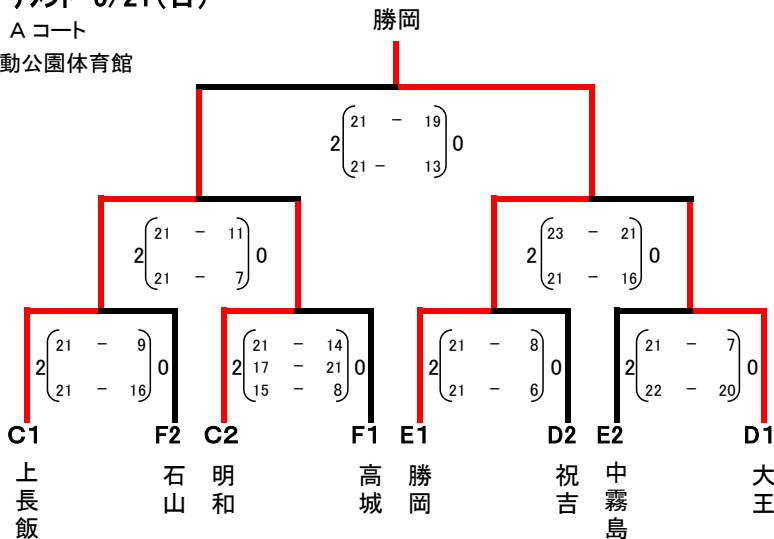 6/21(日)
A コート
動公園体育館
勝岡
2 21 - 19 0
21 - 13
2 21 - 11 0
21 - 7
2 23 - 21 0
21 - 16
2 21 - 9 0
21 - 16
2 21 - 14 0
17 - 21
15 - 8
2 21 - 8 0
21 - 6
2 21 - 7 0
22 - 20
C1 F2 C2 F1 E1 D2 E2 D1
上長飯
石山
明和
高城
勝岡
祝吉
中霧島
大王